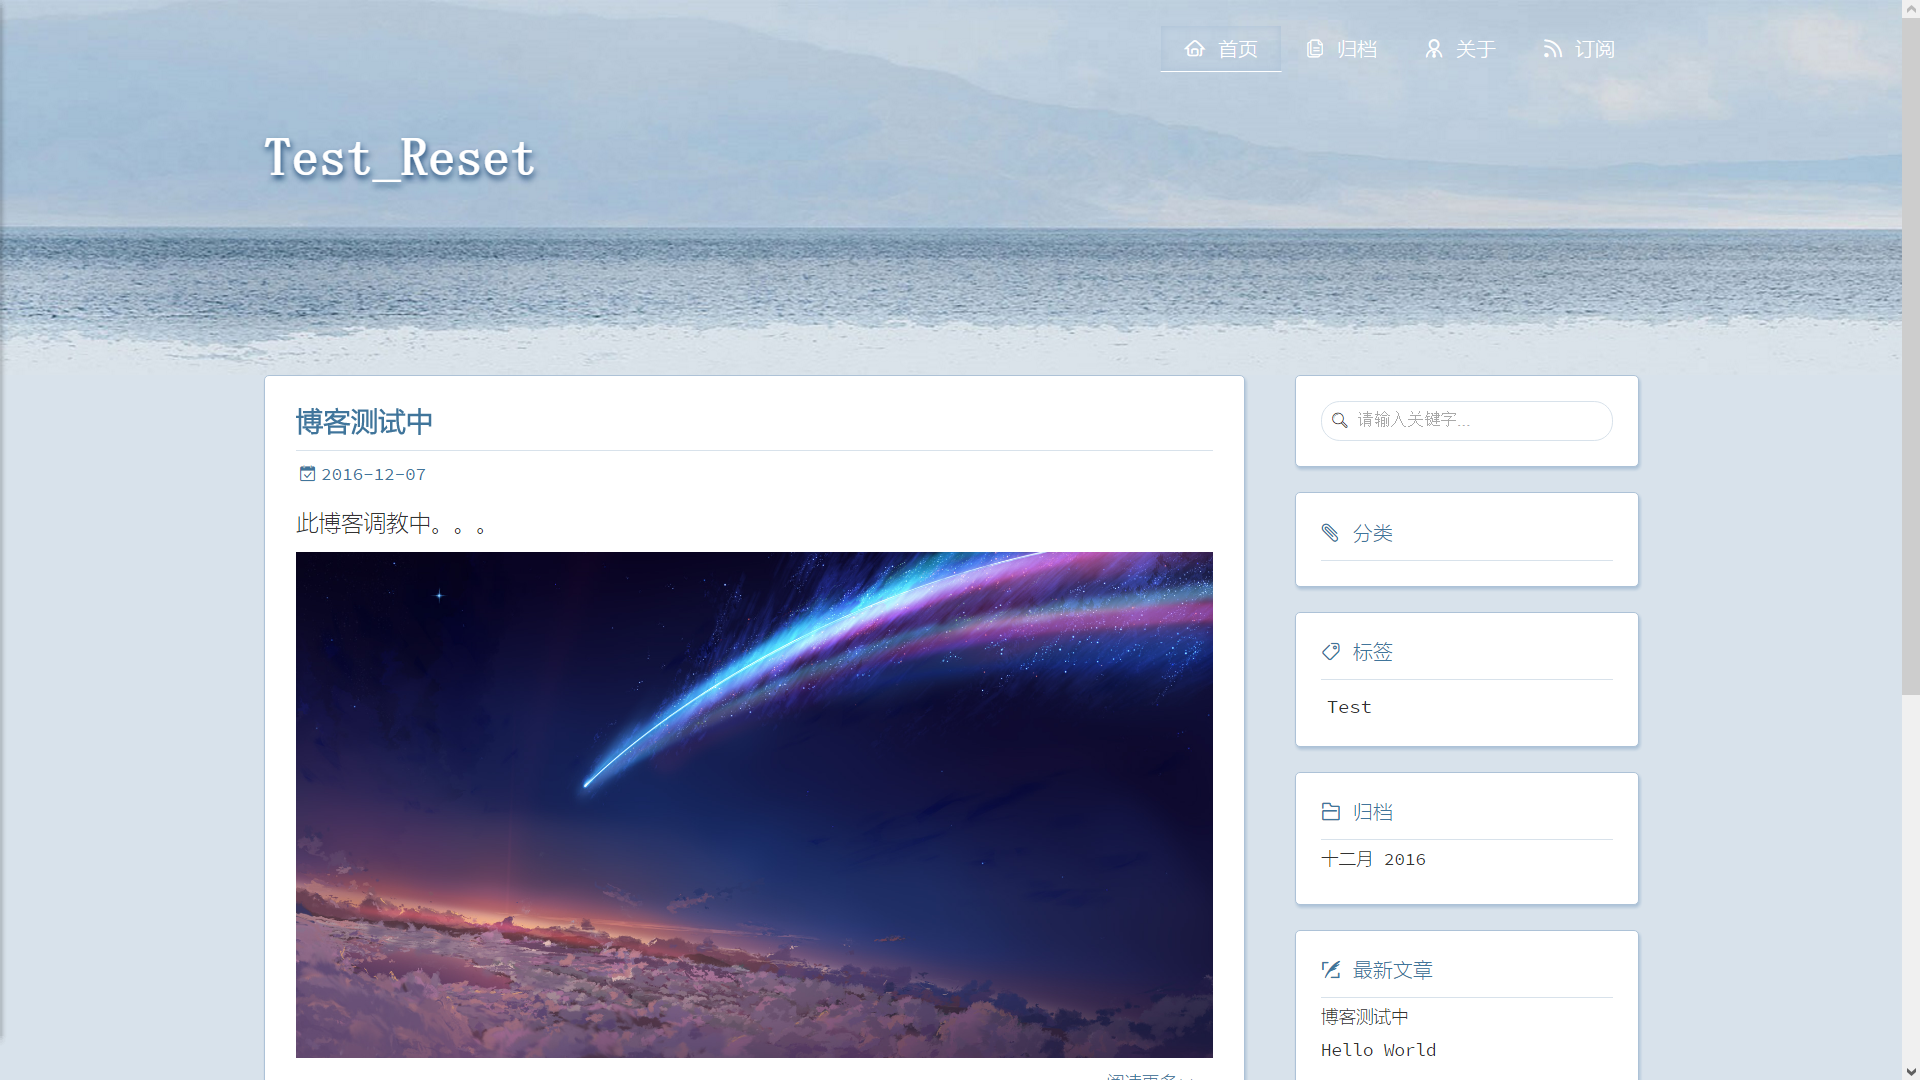 首页
归档
关于
订阅
Test_Reset
博客测试中
2016-12-07
此博客调教中。。。
请输入关键字...
分类
标签
Test
归档
十二月 2016
最新文章
博客测试中
Hello World